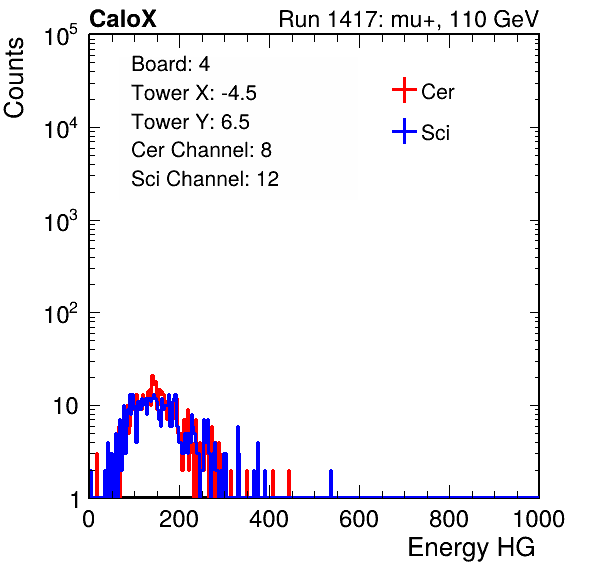 CaloX Run 1417: mu+, 110 GeV
Counts
Board: 4
Tower X: -4.5
Tower Y: 6.5
Cer Channel: 8
Sci Channel: 12
Cer
Sci
10^5
10^4
10^3
10^2
10
1
0 200 400 600 800 1000
Energy HG